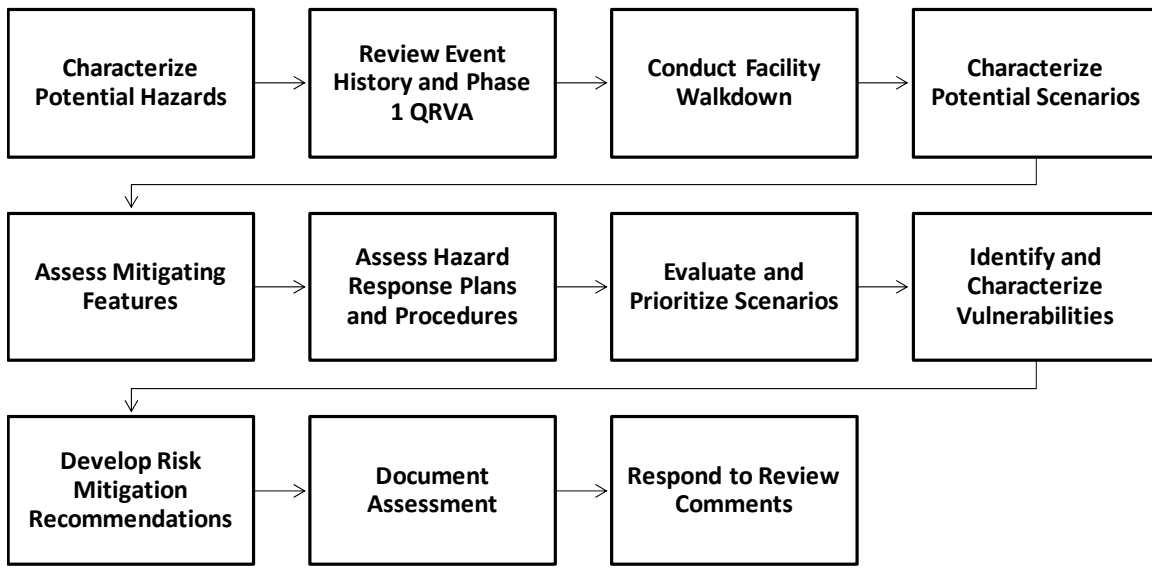 Characterize
Potential Hazards
Review Event
History and Phase
1 QRVA
Conduct Facility
Walkdown
Characterize
Potential Scenarios
Assess Mitigating
Features
Assess Hazard
Response Plans
and Procedures
Evaluate and
Prioritize Scenarios
Identify and
Characterize
Vulnerabilities
Develop Risk
Mitigation
Recommendations
Document
Assessment
Respond to Review
Comments